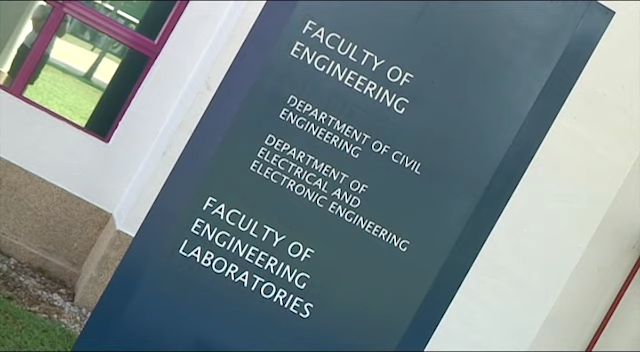 FACULTY OF
ENGINEERING
DEPARTMENT OF CIVIL
ENGINEERING
DEPARTMENT OF
ELECTRICAL AND
ELECTRONIC ENGINEERING
FACULTY OF
ENGINEERING
LABORATORIES